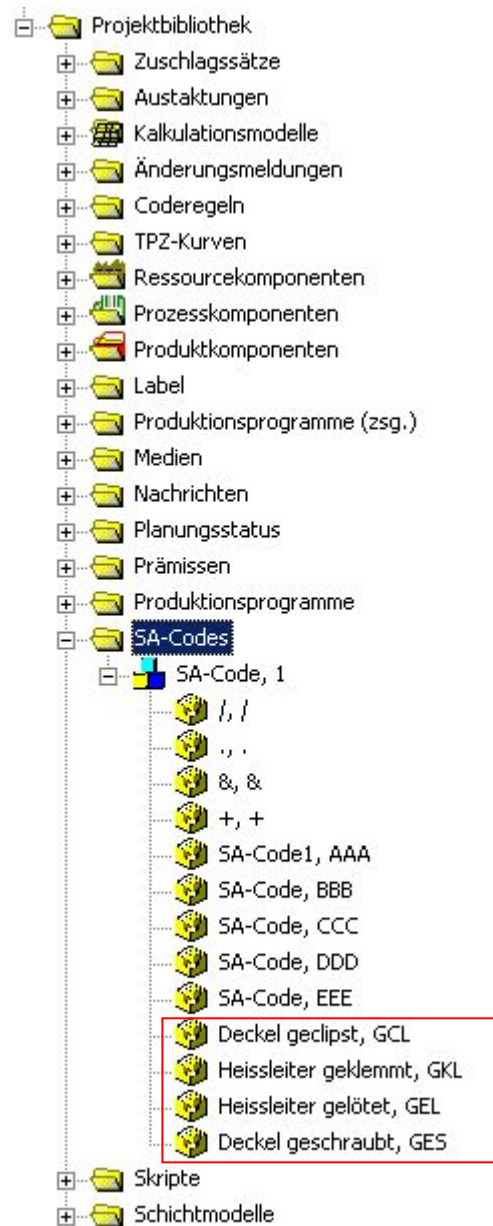 Projektbibliothek
Zuschlagssätze
Austaktungen
Kalkulationsmodelle
Änderungsmeldungen
Coderegeln
TPZ-Kurven
Ressourcekomponenten
Prozesskomponenten
Produktkomponenten
Label
Produktionsprogramme (zsg.)
Medien
Nachrichten
Planungsstatus
Prämissen
Produktionsprogramme
SA-Codes
SA-Code, 1
/, /
., .
&, &
+, +
SA-Code1, AAA
SA-Code, BBB
SA-Code, CCC
SA-Code, DDD
SA-Code, EEE
Deckel geclipst, GCL
Heissleiter geklemmt, GKL
Heissleiter gelötet, GEL
Deckel geschraubt, GES
Skripte
Schichtmodelle